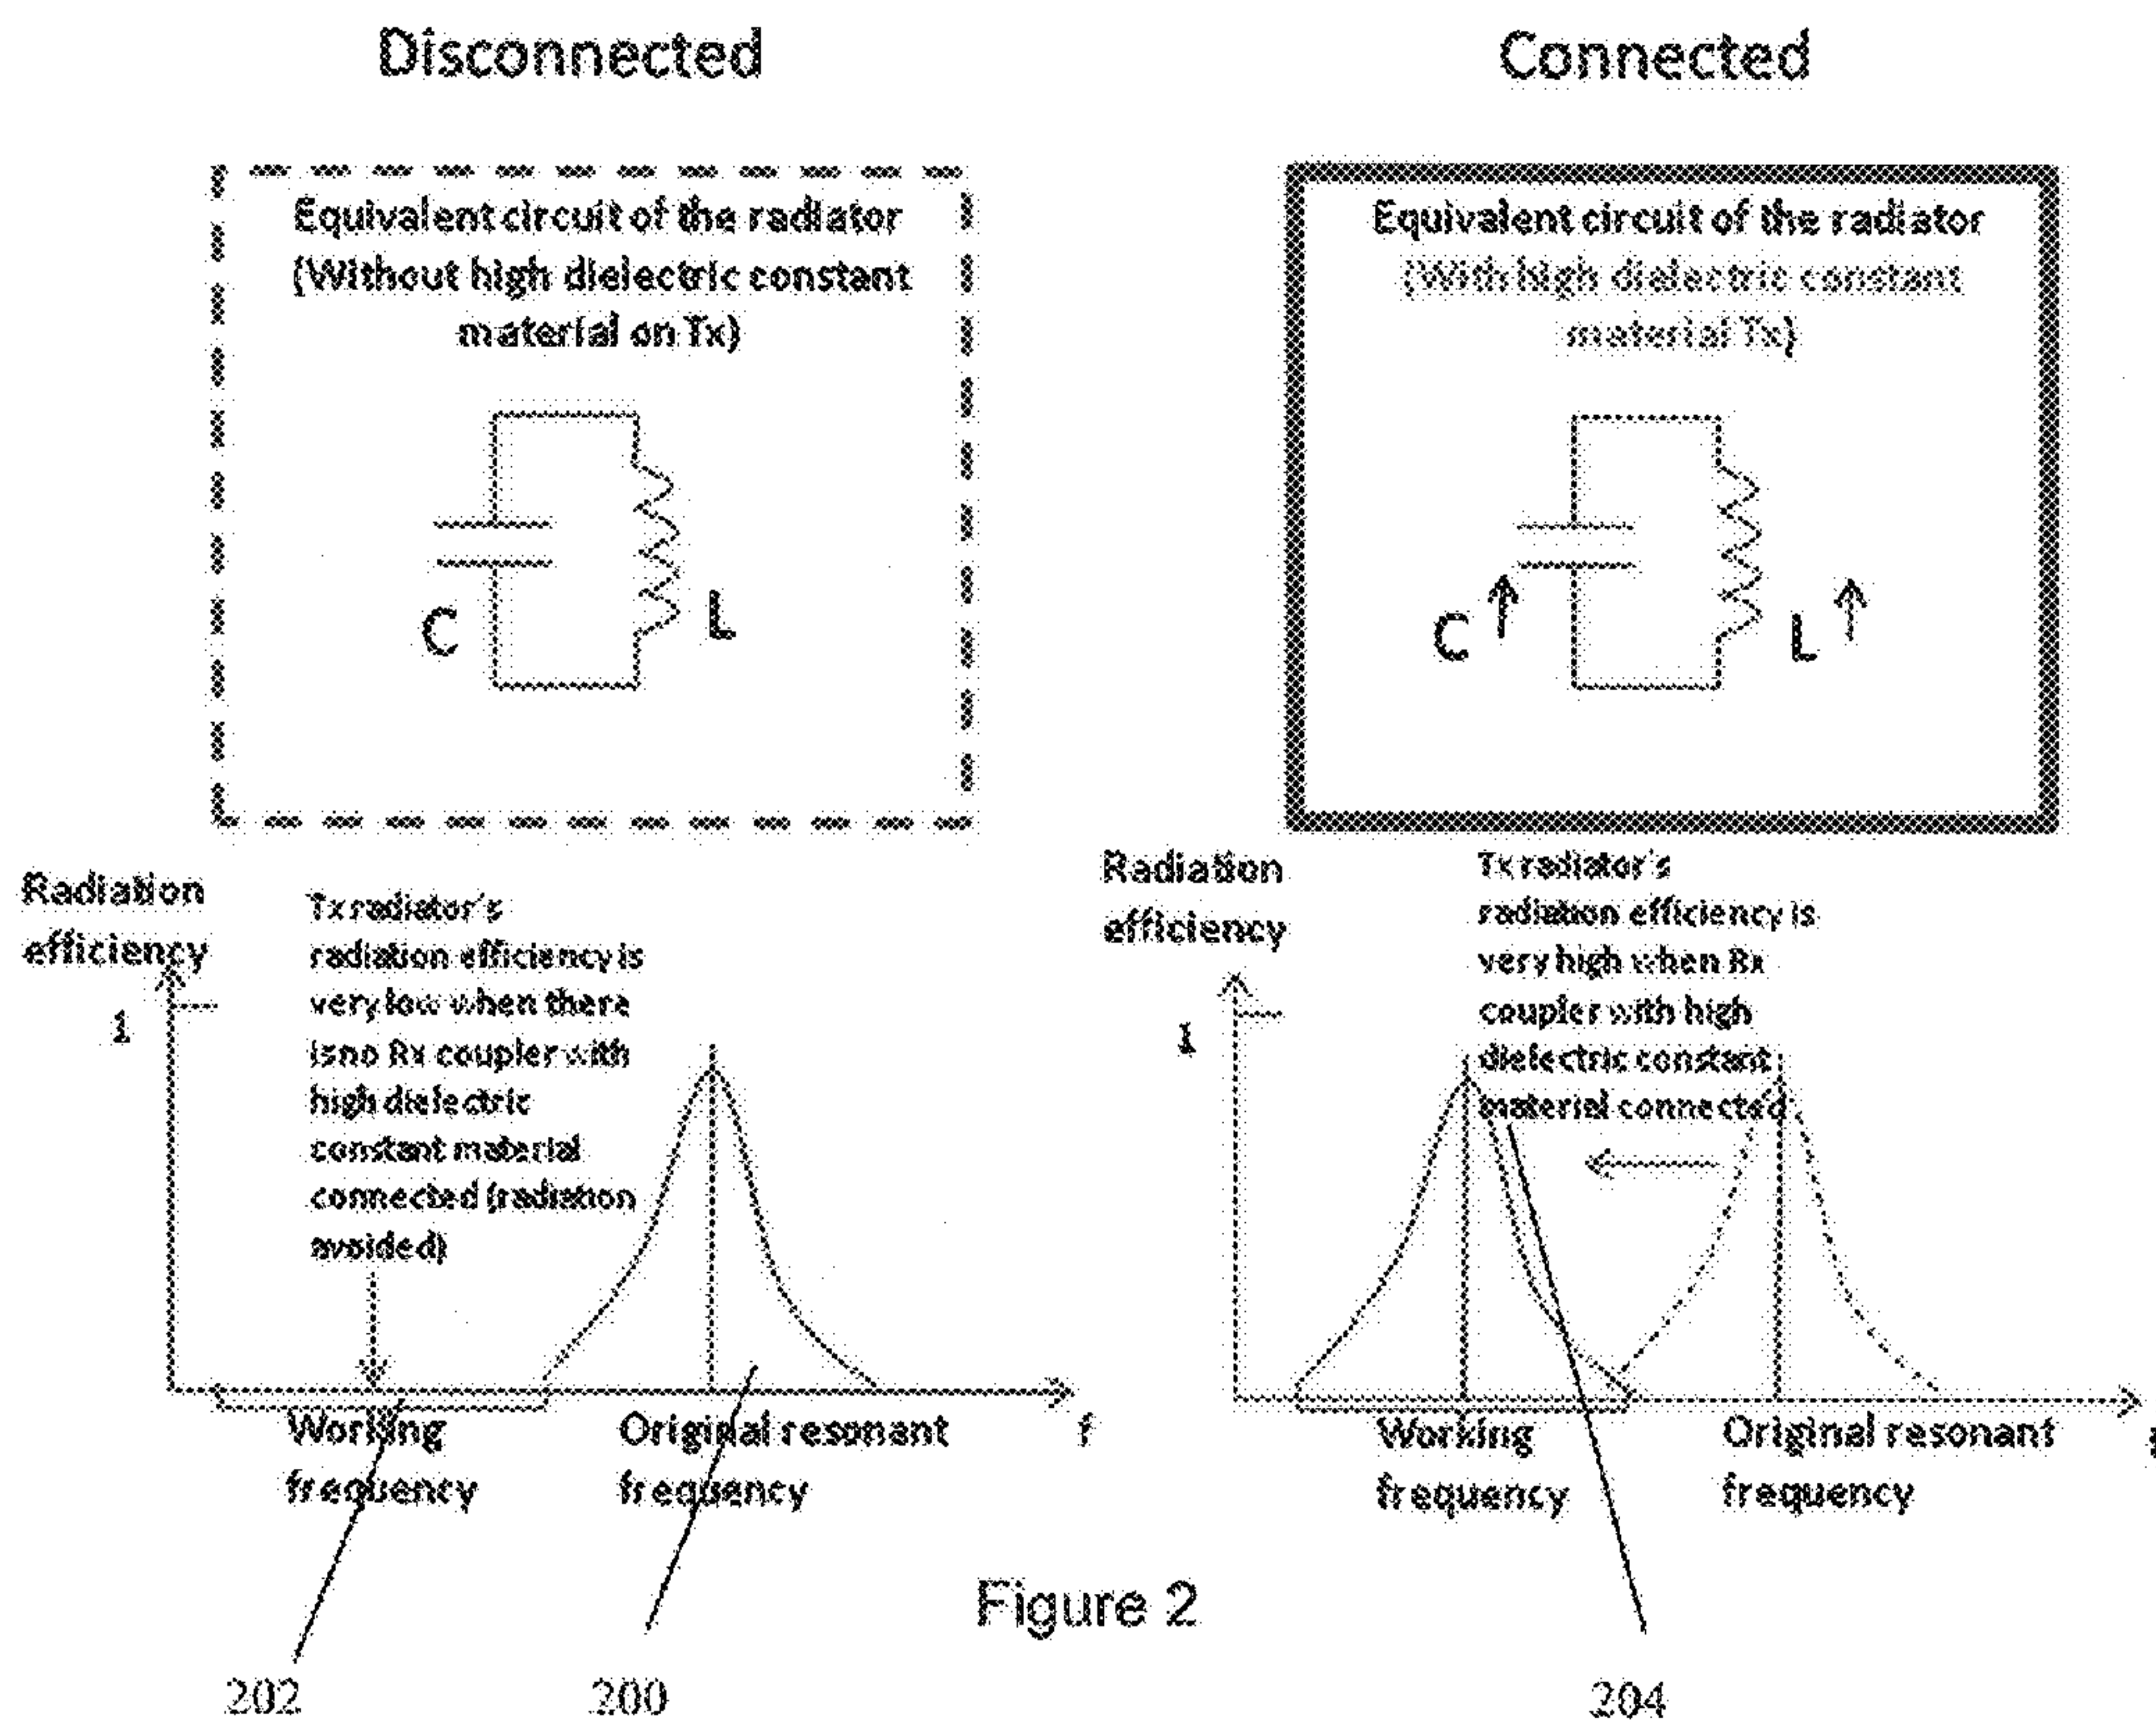 Disconnected
Equivalent circuit of the radiator
(Without high dielectric constant
material on Tx)
C
L
Radiation
efficiency
1
Tx radiator's
radiation efficiency is
very low when there
is no Rx coupler with
high dielectric
constant material
connected (radiation
avoided)
Working
frequency
Original resonant
frequency
f
202
200
Connected
Equivalent circuit of the radiator
(With high dielectric constant
material Tx)
C
L
Radiation
efficiency
1
Tx radiator's
radiation efficiency is
very high when Rx
coupler with high
dielectric constant
material connected
Working
frequency
Original resonant
frequency
204
Figure 2